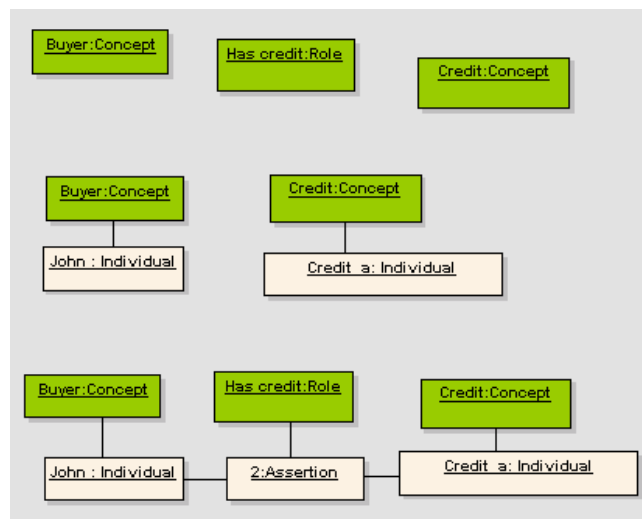 Buyer:Concept
Has credit:Role
Credit:Concept
Buyer:Concept
Credit:Concept
John : Individual
Credit a: Individual
Buyer:Concept
Has credit:Role
Credit:Concept
John : Individual
2:Assertion
Credit a: Individual